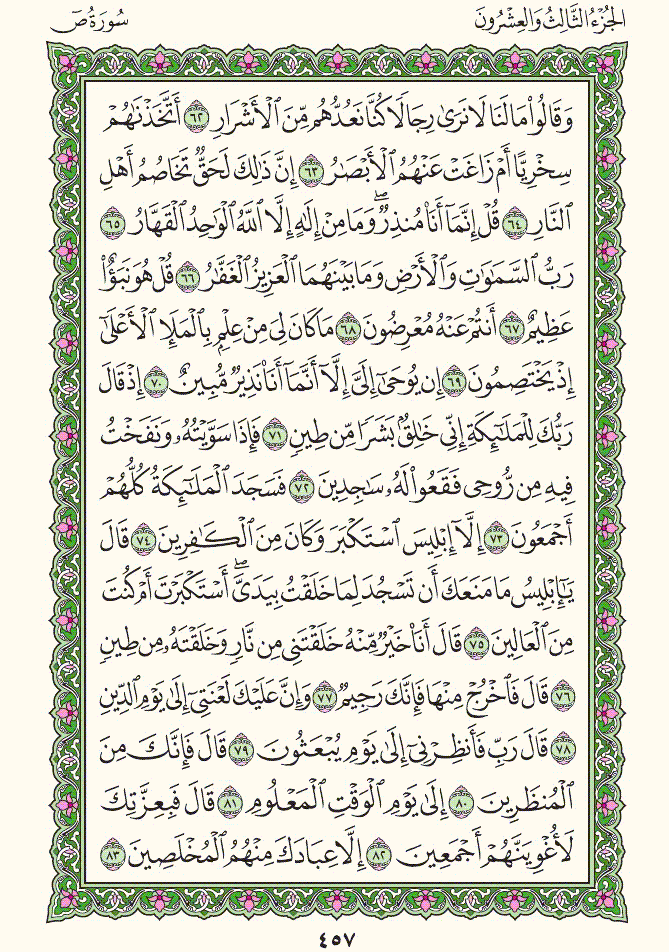 الجُزْءُ الثَّالِثُ وَالعِشْرُونَ
سُورَةُ صٓ
وَقَالُوا۟ مَا لَنَا لَا نَرَىٰ رِجَالًا كُنَّا نَعُدُّهُم مِّنَ ٱلْأَشْرَارِ ٦٢ أَتَّخَذْنَٰهُمْ
سِخْرِيًّا أَمْ زَاغَتْ عَنْهُمُ ٱلْأَبْصَٰرُ ٦٣ إِنَّ ذَٰلِكَ لَحَقٌّ تَخَاصُمُ أَهْلِ
ٱلنَّارِ ٦٤ قُلْ إِنَّمَآ أَنَا۠ مُنذِرٌ ۖ وَمَا مِنْ إِلَٰهٍ إِلَّا ٱللَّهُ ٱلْوَٰحِدُ ٱلْقَهَّارُ ٦٥
رَبُّ ٱلسَّمَٰوَٰتِ وَٱلْأَرْضِ وَمَا بَيْنَهُمَا ٱلْعَزِيزُ ٱلْغَفَّٰرُ ٦٦ قُلْ هُوَ نَبَؤٌا۟
عَظِيمٌ ٦٧ أَنتُمْ عَنْهُ مُعْرِضُونَ ٦٨ مَا كَانَ لِىَ مِنْ عِلْمٍۭ بِٱلْمَلَإِ ٱلْأَعْلَىٰٓ
إِذْ يَخْتَصِمُونَ ٦٩ إِن يُوحَىٰٓ إِلَىَّ إِلَّآ أَنَّمَآ أَنَا۠ نَذِيرٌ مُّبِينٌ ٧٠ إِذْ قَالَ
رَبُّكَ لِلْمَلَٰٓئِكَةِ إِنِّى خَٰلِقٌۢ بَشَرًا مِّن طِينٍ ٧١ فَإِذَا سَوَّيْتُهُۥ وَنَفَخْتُ
فِيهِ مِن رُّوحِى فَقَعُوا۟ لَهُۥ سَٰجِدِينَ ٧٢ فَسَجَدَ ٱلْمَلَٰٓئِكَةُ كُلُّهُمْ
أَجْمَعُونَ ٧٣ إِلَّآ إِبْلِيسَ ٱسْتَكْبَرَ وَكَانَ مِنَ ٱلْكَٰفِرِينَ ٧٤ قَالَ
يَٰٓإِبْلِيسُ مَا مَنَعَكَ أَن تَسْجُدَ لِمَا خَلَقْتُ بِيَدَىَّ ۖ أَسْتَكْبَرْتَ أَمْ كُنتَ
مِنَ ٱلْعَالِينَ ٧٥ قَالَ أَنَا۠ خَيْرٌ مِّنْهُ ۖ خَلَقْتَنِى مِن نَّارٍ وَخَلَقْتَهُۥ مِن طِينٍ
٧٦ قَالَ فَٱخْرُجْ مِنْهَا فَإِنَّكَ رَجِيمٌ ٧٧ وَإِنَّ عَلَيْكَ لَعْنَتِىٓ إِلَىٰ يَوْمِ ٱلدِّينِ
٧٨ قَالَ رَبِّ فَأَنظِرْنِىٓ إِلَىٰ يَوْمِ يُبْعَثُونَ ٧٩ قَالَ فَإِنَّكَ مِنَ
ٱلْمُنظَرِينَ ٨٠ إِلَىٰ يَوْمِ ٱلْوَقْتِ ٱلْمَعْلُومِ ٨١ قَالَ فَبِعِزَّتِكَ
لَأُغْوِيَنَّهُمْ أَجْمَعِينَ ٨٢ إِلَّا عِبَادَكَ مِنْهُمُ ٱلْمُخْلَصِينَ ٨٣
٤٥٧